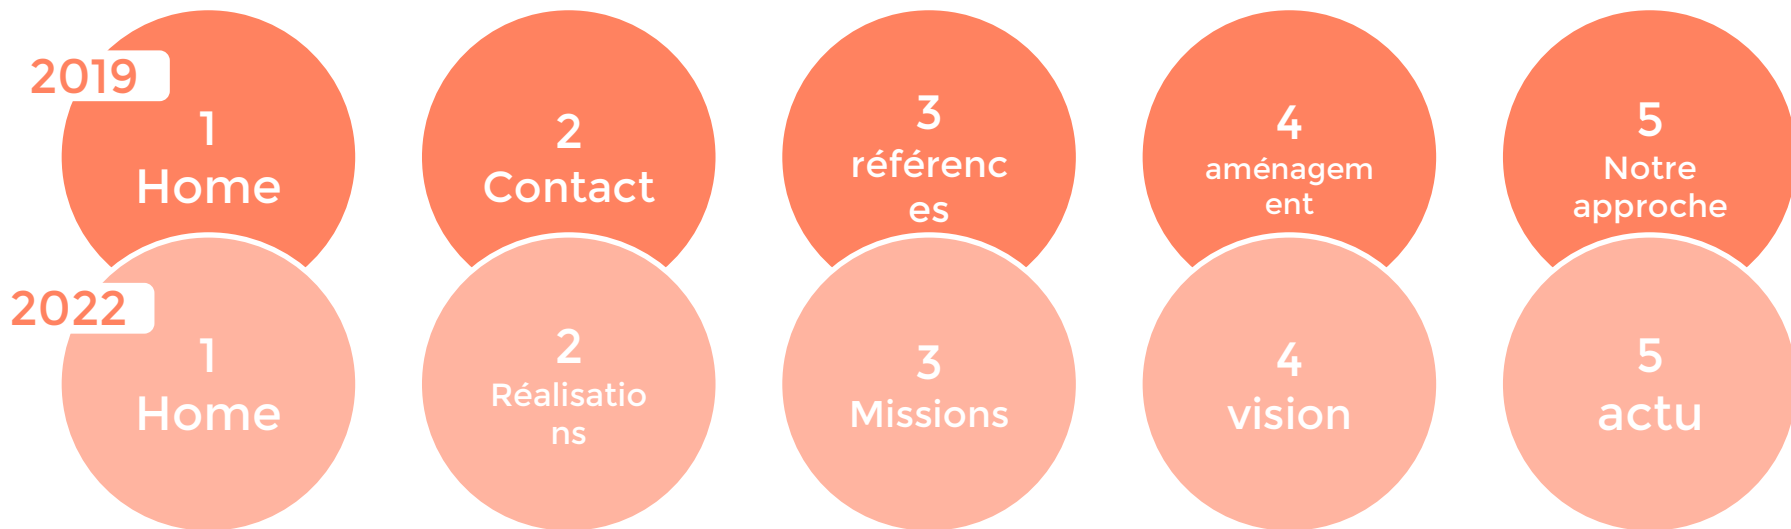 2019
1
Home
2
Contact
3
référenc
es
4
aménagem
ent
5
Notre
approche
2022
1
Home
2
Réalisatio
ns
3
Missions
4
vision
5
actu